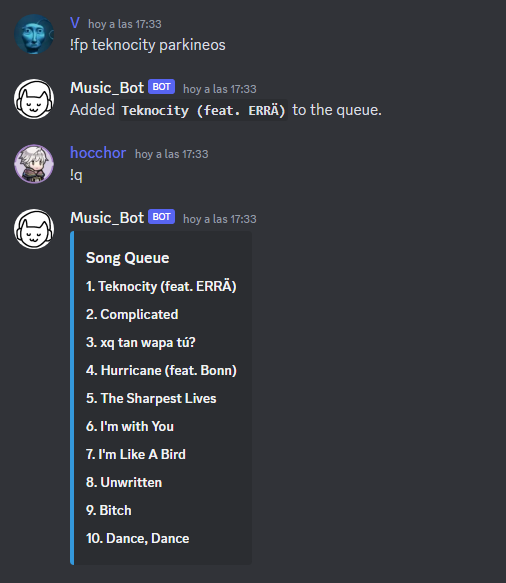 V hoy a las 17:33
!fp teknocity parkineos
Music_Bot BOT hoy a las 17:33
Added Teknocity (feat. ERRÄ) to the queue.
hocchor hoy a las 17:33
!q
Music_Bot BOT hoy a las 17:33
Song Queue
1. Teknocity (feat. ERRÄ)
2. Complicated
3. xq tan wapa tú?
4. Hurricane (feat. Bonn)
5. The Sharpest Lives
6. I'm with You
7. I'm Like A Bird
8. Unwritten
9. Bitch
10. Dance, Dance